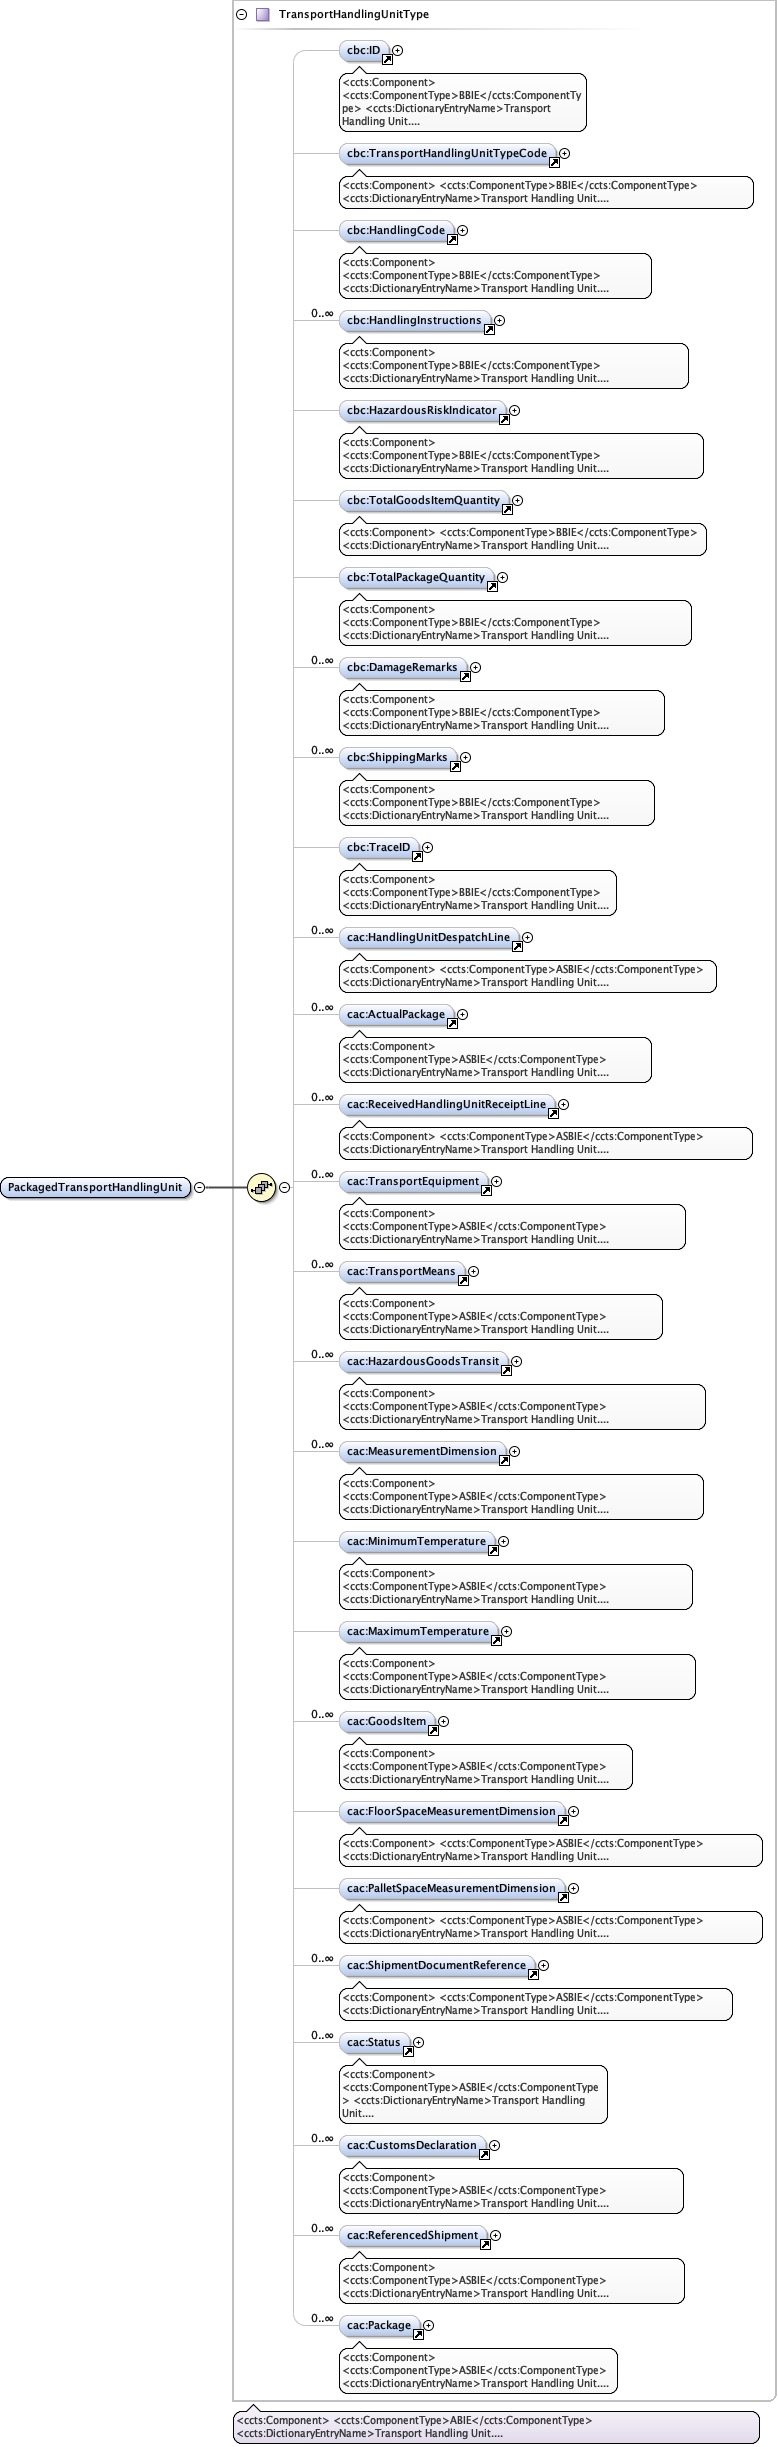 TransportHandlingUnitType
cbc:ID
<ccts:Component>
<ccts:ComponentType>BBIE</ccts:ComponentTy
pe> <ccts:DictionaryEntryName>Transport
Handling Unit....
cbc:TransportHandlingUnitTypeCode
<ccts:Component> <ccts:ComponentType>BBIE</ccts:ComponentType>
<ccts:DictionaryEntryName>Transport Handling Unit....
cbc:HandlingCode
<ccts:Component>
<ccts:ComponentType>BBIE</ccts:ComponentType>
<ccts:DictionaryEntryName>Transport Handling Unit....
0..∞
cbc:HandlingInstructions
<ccts:Component>
<ccts:ComponentType>BBIE</ccts:ComponentType>
<ccts:DictionaryEntryName>Transport Handling Unit....
cbc:HazardousRiskIndicator
<ccts:Component>
<ccts:ComponentType>BBIE</ccts:ComponentType>
<ccts:DictionaryEntryName>Transport Handling Unit....
cbc:TotalGoodsItemQuantity
<ccts:Component> <ccts:ComponentType>BBIE</ccts:ComponentType>
<ccts:DictionaryEntryName>Transport Handling Unit....
cbc:TotalPackageQuantity
<ccts:Component>
<ccts:ComponentType>BBIE</ccts:ComponentType>
<ccts:DictionaryEntryName>Transport Handling Unit....
0..∞
cbc:DamageRemarks
<ccts:Component>
<ccts:ComponentType>BBIE</ccts:ComponentType>
<ccts:DictionaryEntryName>Transport Handling Unit....
0..∞
cbc:ShippingMarks
<ccts:Component>
<ccts:ComponentType>BBIE</ccts:ComponentType>
<ccts:DictionaryEntryName>Transport Handling Unit....
cbc:TraceID
<ccts:Component>
<ccts:ComponentType>BBIE</ccts:ComponentType>
<ccts:DictionaryEntryName>Transport Handling Unit....
0..∞
cac:HandlingUnitDespatchLine
<ccts:Component> <ccts:ComponentType>ASBIE</ccts:ComponentType>
<ccts:DictionaryEntryName>Transport Handling Unit....
0..∞
cac:ActualPackage
<ccts:Component>
<ccts:ComponentType>ASBIE</ccts:ComponentType>
<ccts:DictionaryEntryName>Transport Handling Unit....
0..∞
cac:ReceivedHandlingUnitReceiptLine
<ccts:Component> <ccts:ComponentType>ASBIE</ccts:ComponentType>
<ccts:DictionaryEntryName>Transport Handling Unit....
PackagedTransportHandlingUnit
0..∞
cac:TransportEquipment
<ccts:Component>
<ccts:ComponentType>ASBIE</ccts:ComponentType>
<ccts:DictionaryEntryName>Transport Handling Unit....
0..∞
cac:TransportMeans
<ccts:Component>
<ccts:ComponentType>ASBIE</ccts:ComponentType>
<ccts:DictionaryEntryName>Transport Handling Unit....
0..∞
cac:HazardousGoodsTransit
<ccts:Component>
<ccts:ComponentType>ASBIE</ccts:ComponentType>
<ccts:DictionaryEntryName>Transport Handling Unit....
0..∞
cac:MeasurementDimension
<ccts:Component>
<ccts:ComponentType>ASBIE</ccts:ComponentType>
<ccts:DictionaryEntryName>Transport Handling Unit....
cac:MinimumTemperature
<ccts:Component>
<ccts:ComponentType>ASBIE</ccts:ComponentType>
<ccts:DictionaryEntryName>Transport Handling Unit....
cac:MaximumTemperature
<ccts:Component>
<ccts:ComponentType>ASBIE</ccts:ComponentType>
<ccts:DictionaryEntryName>Transport Handling Unit....
0..∞
cac:GoodsItem
<ccts:Component>
<ccts:ComponentType>ASBIE</ccts:ComponentType>
<ccts:DictionaryEntryName>Transport Handling Unit....
cac:FloorSpaceMeasurementDimension
<ccts:Component> <ccts:ComponentType>ASBIE</ccts:ComponentType>
<ccts:DictionaryEntryName>Transport Handling Unit....
cac:PalletSpaceMeasurementDimension
<ccts:Component> <ccts:ComponentType>ASBIE</ccts:ComponentType>
<ccts:DictionaryEntryName>Transport Handling Unit....
0..∞
cac:ShipmentDocumentReference
<ccts:Component> <ccts:ComponentType>ASBIE</ccts:ComponentType>
<ccts:DictionaryEntryName>Transport Handling Unit....
0..∞
cac:Status
<ccts:Component>
<ccts:ComponentType>ASBIE</ccts:ComponentType
> <ccts:DictionaryEntryName>Transport Handling
Unit....
0..∞
cac:CustomsDeclaration
<ccts:Component>
<ccts:ComponentType>ASBIE</ccts:ComponentType>
<ccts:DictionaryEntryName>Transport Handling Unit....
0..∞
cac:ReferencedShipment
<ccts:Component>
<ccts:ComponentType>ASBIE</ccts:ComponentType>
<ccts:DictionaryEntryName>Transport Handling Unit....
0..∞
cac:Package
<ccts:Component>
<ccts:ComponentType>ASBIE</ccts:ComponentType>
<ccts:DictionaryEntryName>Transport Handling Unit....
<ccts:Component> <ccts:ComponentType>ABIE</ccts:ComponentType>
<ccts:DictionaryEntryName>Transport Handling Unit....